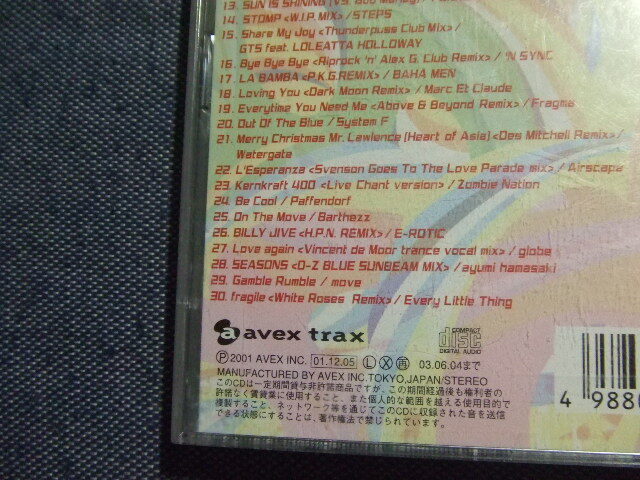 13. SUN IS SHINING
14. STOMP <W.I.P. MIX> / STEPS
15. Share My Joy <Thunderpuss Club Mix> /
GTS feat. LOLEATTA HOLLOWAY
16. Bye Bye Bye <Riprock 'n' Alex G. Club Remix> / 'N SYNC
17. LA BAMBA <P.K.G.REMIX> / BAHA MEN
18. Loving You <Dark Moon Remix> / Marc Et Claude
19. Everytime You Need Me <Above & Beyond Remix> / Fragma
20. Out Of The Blue / System F
21. Merry Christmas Mr. Lawlence [Heart of Asia] <Des Mitchell Remix> /
Watergate
22. L'Esperanza <Svenson Goes To The Love Parade mix> / Airscape
23. Kernkraft 400 <Live Chant version> / Zombie Nation
24. Be Cool / Paffendorf
25. On The Move / Barthezz
26. BILLY JIVE <H.P.N. REMIX> / E-ROTIC
27. Love again <Vincent de Moor trance vocal mix> / globe
28. SEASONS <D-Z BLUE SUNBEAM MIX> / ayumi hamasaki
29. Gamble Rumble / move
30. fragile <White Roses Remix> / Every Little Thing
a avex trax
COMPACT
disc
DIGITAL AUDIO
Ⓟ2001 AVEX INC. 01.12.05 Ⓛ Ⓧ 再 03.06.04まで
MANUFACTURED BY AVEX INC.TOKYO,JAPAN/STEREO
このCDは一定期間貸与非許諾商品ですが、この期間経過後も権利者の
許諾なく賃貸業に使用すること、また個人的な範囲を越える使用目的で
複製すること、ネットワーク等を通じてこのCDに収録された音を送信
できる状態にすることは、著作権法で禁じられています。
4 9880